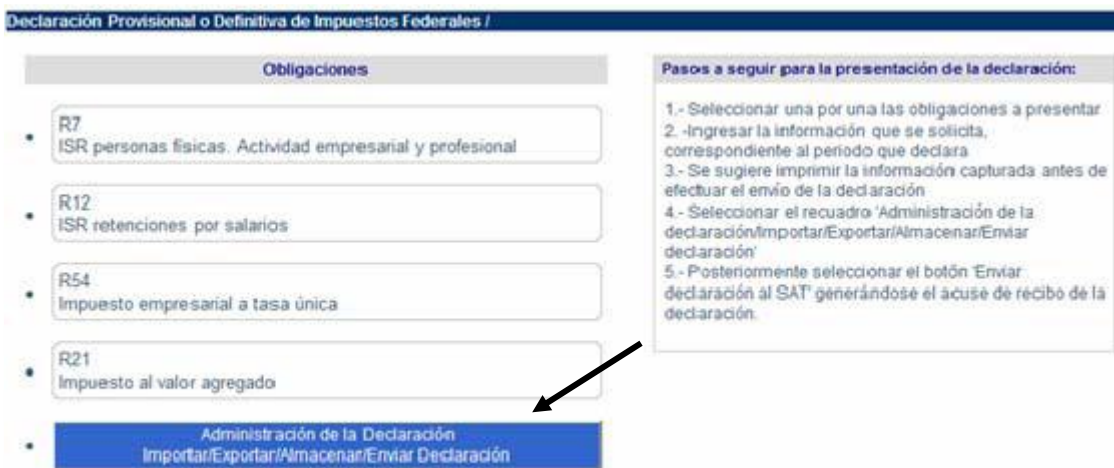 Declaración Provisional o Definitiva de Impuestos Federales /
Obligaciones
R7
ISR personas físicas. Actividad empresarial y profesional
R12
ISR retenciones por salarios
R54
Impuesto empresarial a tasa única
R21
Impuesto al valor agregado
Administración de la Declaración
Importar/Exportar/Almacenar/Enviar Declaración
Pasos a seguir para la presentación de la declaración:
1.- Seleccionar una por una las obligaciones a presentar
2. -Ingresar la información que se solicita,
correspondiente al periodo que declara
3.- Se sugiere imprimir la información capturada antes de
efectuar el envío de la declaración
4.- Seleccionar el recuadro 'Administración de la
declaración/Importar/Exportar/Almacenar/Enviar
declaración'
5.- Posteriormente seleccionar el botón 'Enviar
declaración al SAT' generándose el acuse de recibo de la
declaración.